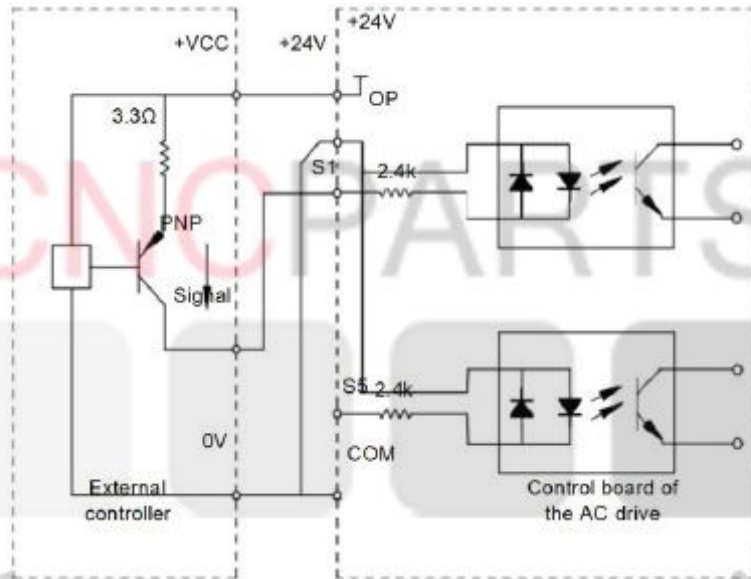 +24V
+VCC
+24V
OP
3.3Ω
S1
2.4k
CNCPARTS
PNP
Signal
S5
2.4k
0V
COM
External
controller
Control board of
the AC drive